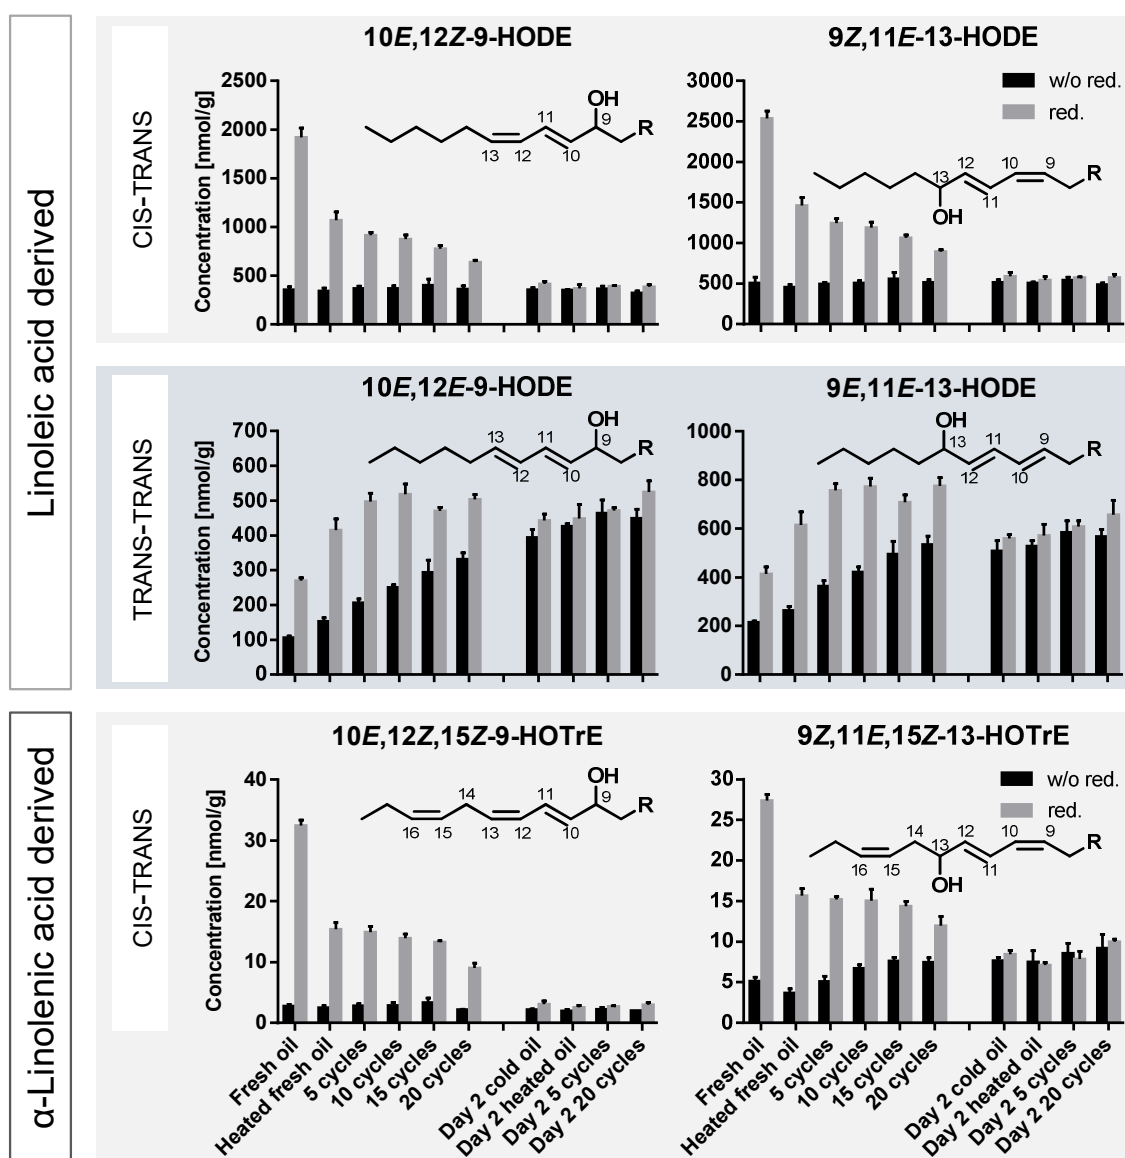 Linoleic acid derived
CIS-TRANS
10E,12Z-9-HODE
Concentration [nmol/g]
2500
2000
1500
1000
500
0
OH
9
11
R
13
12
10
9Z,11E-13-HODE
3000
2500
2000
1500
1000
500
0
w/o red.
red.
13
12
10
9
R
11
OH
TRANS-TRANS
10E,12E-9-HODE
Concentration [nmol/g]
700
600
500
400
300
200
100
0
OH
13
11
9
R
12
10
9E,11E-13-HODE
1000
800
600
400
200
0
OH
13
11
9
R
12
10
α-Linolenic acid derived
CIS-TRANS
10E,12Z,15Z-9-HOTrE
Concentration [nmol/g]
40
30
20
10
0
OH
14
11
9
R
16
15
13
12
10
Fresh oil
Heated fresh oil
5 cycles
10 cycles
15 cycles
20 cycles
Day 2 cold oil
Day 2 heated oil
Day 2 5 cycles
Day 2 20 cycles
9Z,11E,15Z-13-HOTrE
30
25
20
15
10
5
0
w/o red.
red.
14
13
12
10
9
R
16
15
11
OH
Fresh oil
Heated fresh oil
5 cycles
10 cycles
15 cycles
20 cycles
Day 2 cold oil
Day 2 heated oil
Day 2 5 cycles
Day 2 20 cycles